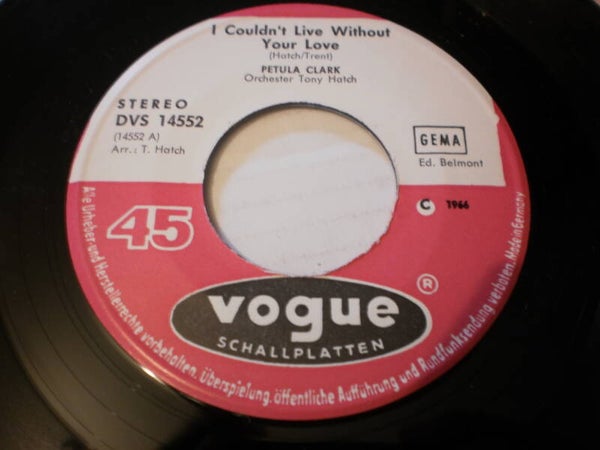 I Couldn't Live Without
Your Love
(Hatch/Trent)
PETULA CLARK
Orchester Tony Hatch
STEREO
DVS 14552
(14552 A)
Arr.: T. Hatch
GEMA
Ed. Belmont
45
C 1966
vogue ®
SCHALLPLATTEN
Alle Urheber- und Herstellerrechte vorbehalten. Überspielung, öffentliche Aufführung und Rundfunksendung verboten. Made in Germany